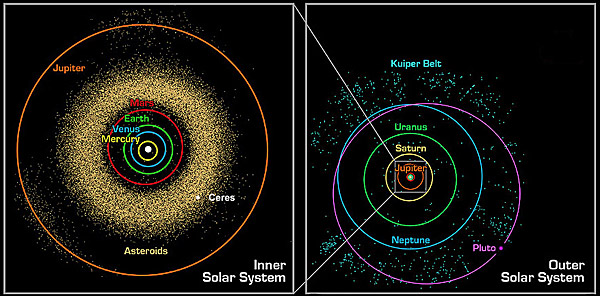 Jupiter
Mars
Earth
Venus
Mercury
Ceres
Asteroids
Inner
Solar System
Kuiper Belt
Uranus
Saturn
Jupiter
Neptune
Pluto
Outer
Solar System